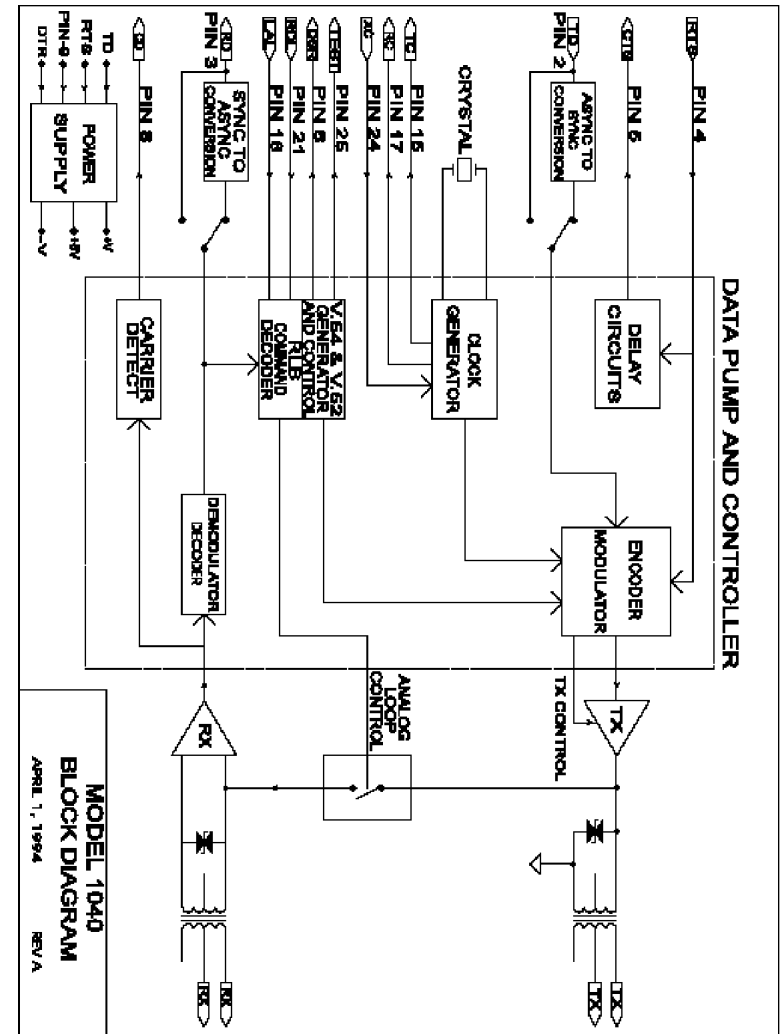 DATA PUMP AND CONTROLLER
RTS
PIN 4
CTS
PIN 5
DELAY
CIRCUITS
TD
PIN 2
ASYNC TO
SYNC
CONVERSION
ENCODER
MODULATOR
TX
TX CONTROL
TX
TX
CRYSTAL
CLOCK
GENERATOR
TC
PIN 15
SC
PIN 17
XC
PIN 24
TEST
PIN 25
DSR
PIN 6
RDL
PIN 21
LAL
PIN 18
V.54 & V.52
GENERATOR
AND CONTROL
RLB
COMMAND
DECODER
ANALOG
LOOP
CONTROL
RD
PIN 3
SYNC TO
ASYNC
CONVERSION
DEMODULATOR
DECODER
RX
RX
RX
CD
PIN 8
CARRIER
DETECT
TD
RTS
PIN-9
DTR
POWER
SUPPLY
+V
+5V
-V
MODEL 1040
BLOCK DIAGRAM
APRIL 1, 1994
REV A